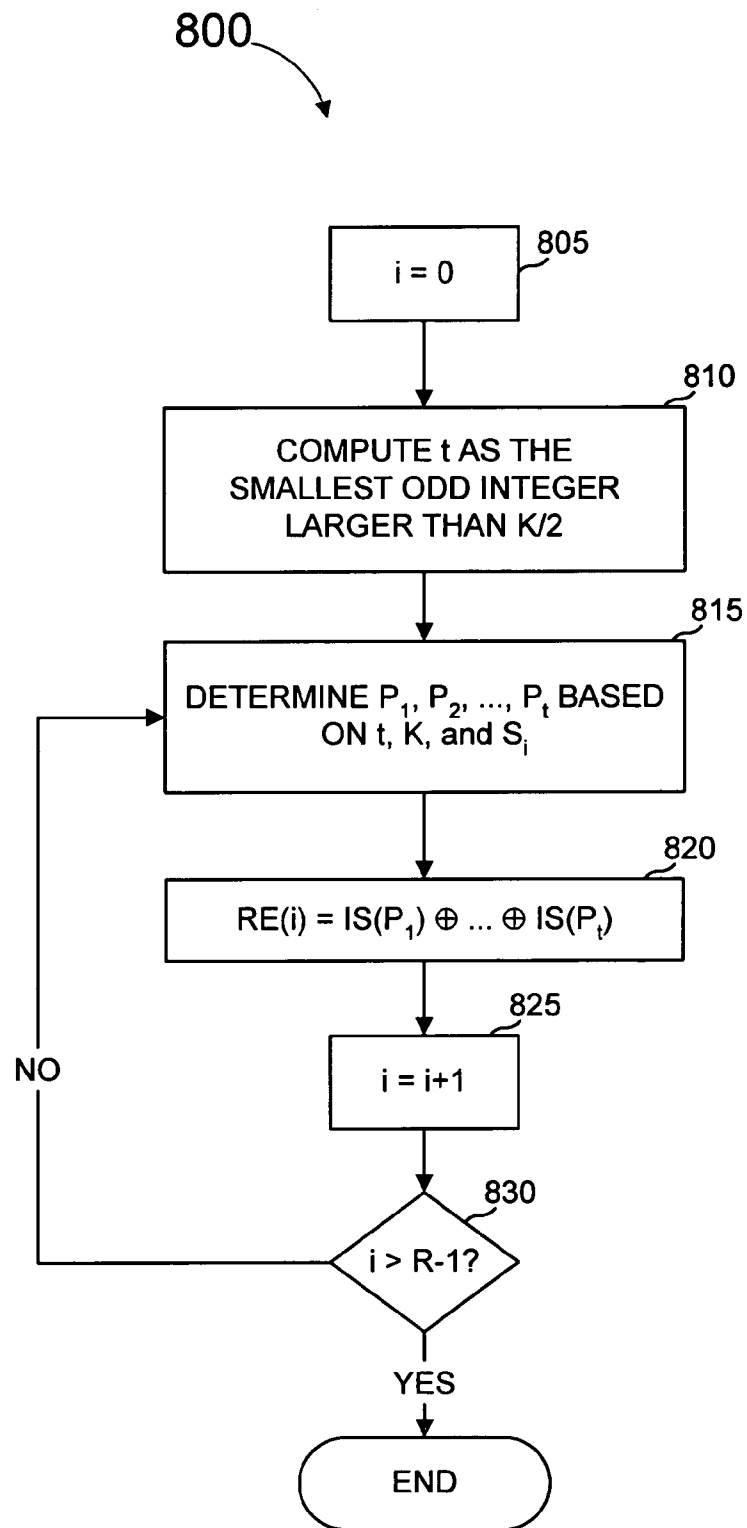 800
805
i = 0
810
COMPUTE t AS THE
SMALLEST ODD INTEGER
LARGER THAN K/2
815
DETERMINE P₁, P₂, ..., Pₜ BASED
ON t, K, and Sᵢ
820
RE(i) = IS(P₁) ⊕ ... ⊕ IS(Pₜ)
825
i = i+1
NO
830
i > R-1?
YES
END